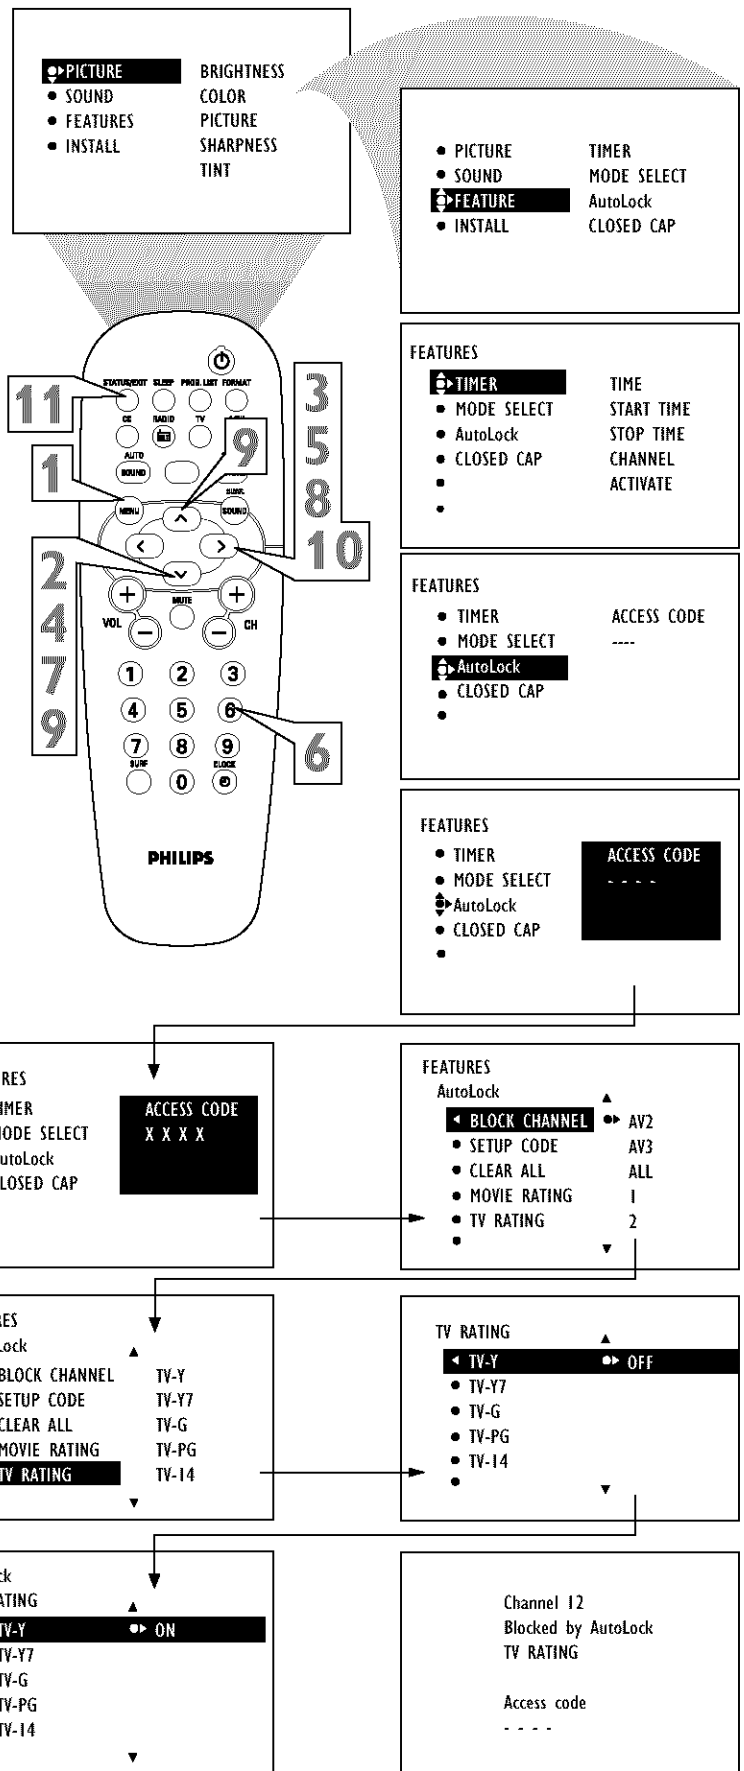 PICTURE BRIGHTNESS
SOUND COLOR
FEATURES PICTURE
INSTALL SHARPNESS
TINT
PICTURE TIMER
SOUND MODE SELECT
FEATURE AutoLock
INSTALL CLOSED CAP
FEATURES
TIMER TIME
MODE SELECT START TIME
AutoLock STOP TIME
CLOSED CAP CHANNEL
ACTIVATE
STATUS/EXIT SLEEP PROG. LIST FORMAT
CC RADIO TV
AUTO
SOUND
MENU
SURR.
SOUND
MUTE
VOL CH
1 2 3
4 5 6
7 8 9
SURF CLOCK
0
PHILIPS
11
1
2
4
7
9
9
3
5
8
10
6
FEATURES
TIMER ACCESS CODE
MODE SELECT ----
AutoLock
CLOSED CAP
FEATURES
TIMER ACCESS CODE
MODE SELECT - - - -
AutoLock
CLOSED CAP
RES
IMER ACCESS CODE
MODE SELECT X X X X
utoLock
LOSED CAP
FEATURES
AutoLock
BLOCK CHANNEL AV2
SETUP CODE AV3
CLEAR ALL ALL
MOVIE RATING 1
TV RATING 2
RES
Lock
BLOCK CHANNEL TV-Y
SETUP CODE TV-Y7
CLEAR ALL TV-G
MOVIE RATING TV-PG
TV RATING TV-14
TV RATING
TV-Y OFF
TV-Y7
TV-G
TV-PG
TV-14
ck
ATING
TV-Y ON
TV-Y7
TV-G
TV-PG
TV-14
Channel 12
Blocked by AutoLock
TV RATING
Access code
- - - -